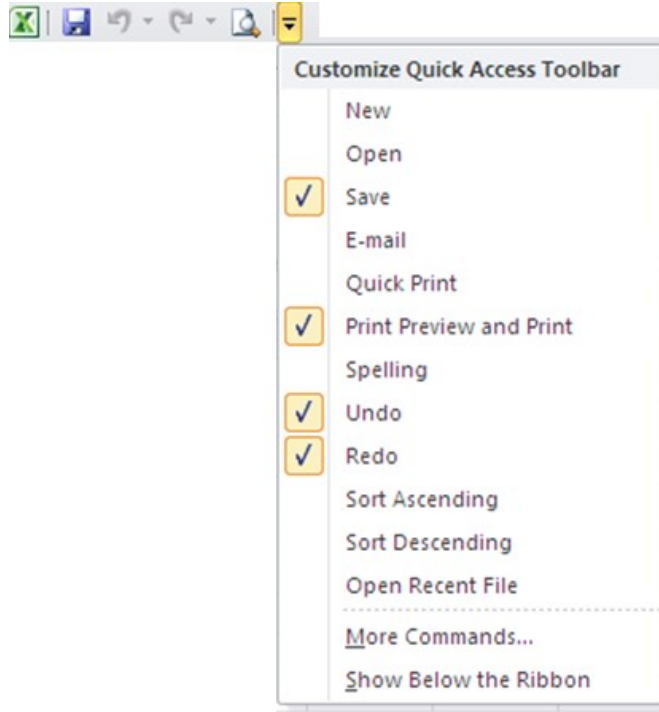 Customize Quick Access Toolbar
New
Open
Save
E-mail
Quick Print
Print Preview and Print
Spelling
Undo
Redo
Sort Ascending
Sort Descending
Open Recent File
More Commands...
Show Below the Ribbon